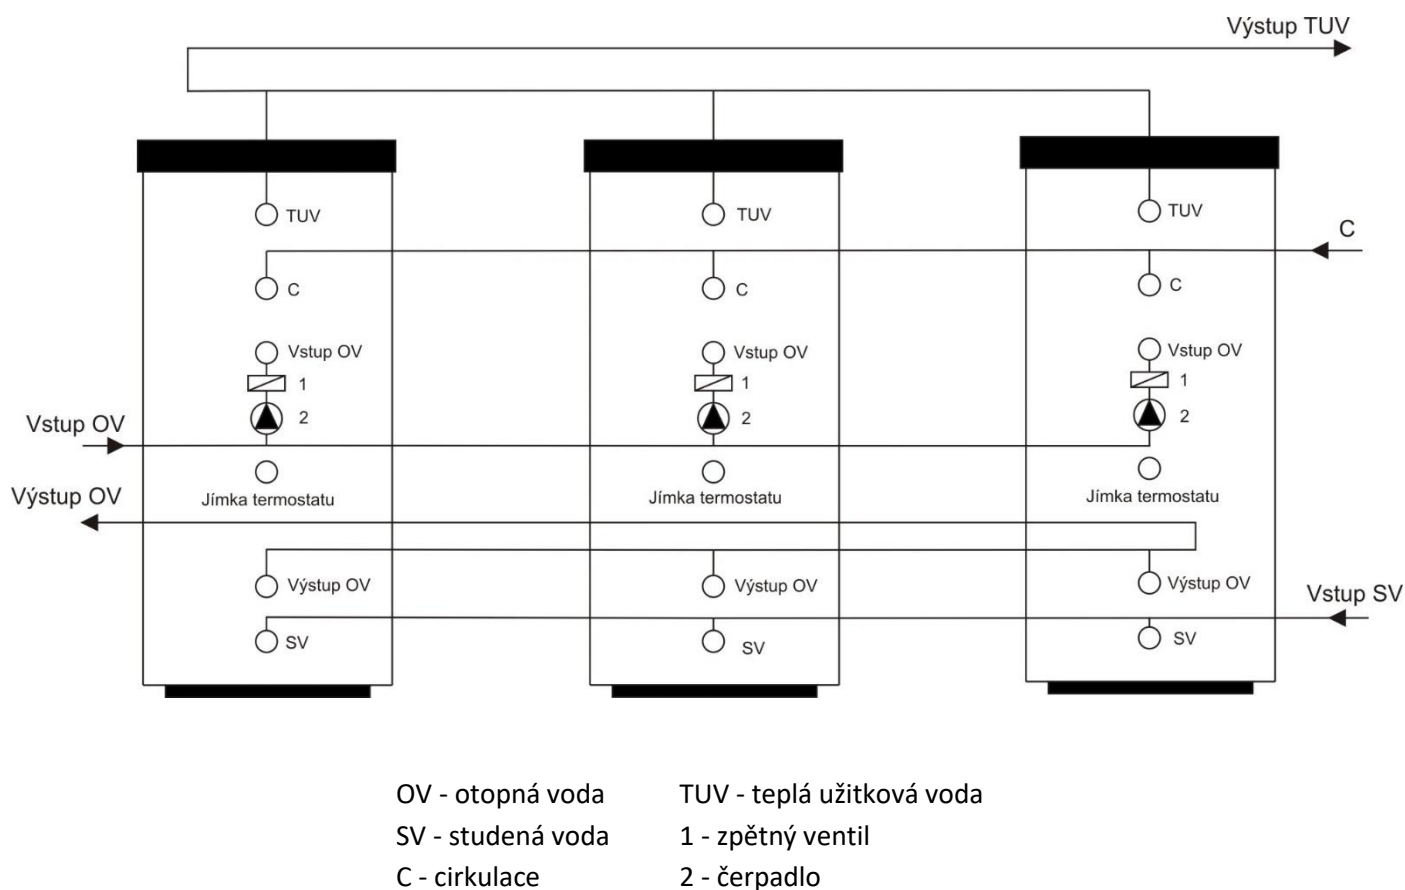 Výstup TUV
TUV
TUV
TUV
C
C
C
C
Vstup OV
Vstup OV
Vstup OV
1
1
1
Vstup OV
2
2
2
Výstup OV
Jímka termostatu
Jímka termostatu
Jímka termostatu
Výstup OV
Výstup OV
Výstup OV
Vstup SV
SV
SV
SV
OV - otopná voda
TUV - teplá užitková voda
SV - studená voda
1 - zpětný ventil
C - cirkulace
2 - čerpadlo